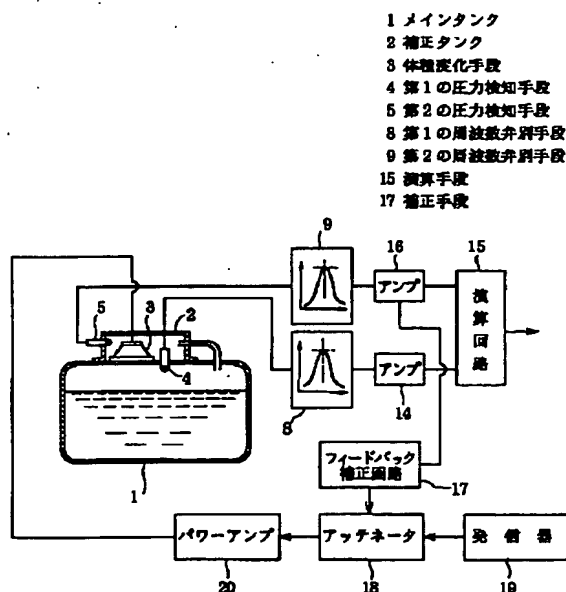 1 メインタンク
2 補正タンク
3 体積変化手段
4 第1の圧力検知手段
5 第2の圧力検知手段
8 第1の周波数弁別手段
9 第2の周波数弁別手段
15 演算手段
17 補正手段
9
16
15
アンプ
演算回路
5
3
2
4
アンプ
14
8
1
フィードバック
補正回路
17
パワーアンプ
アッテネータ
発信器
20
18
19